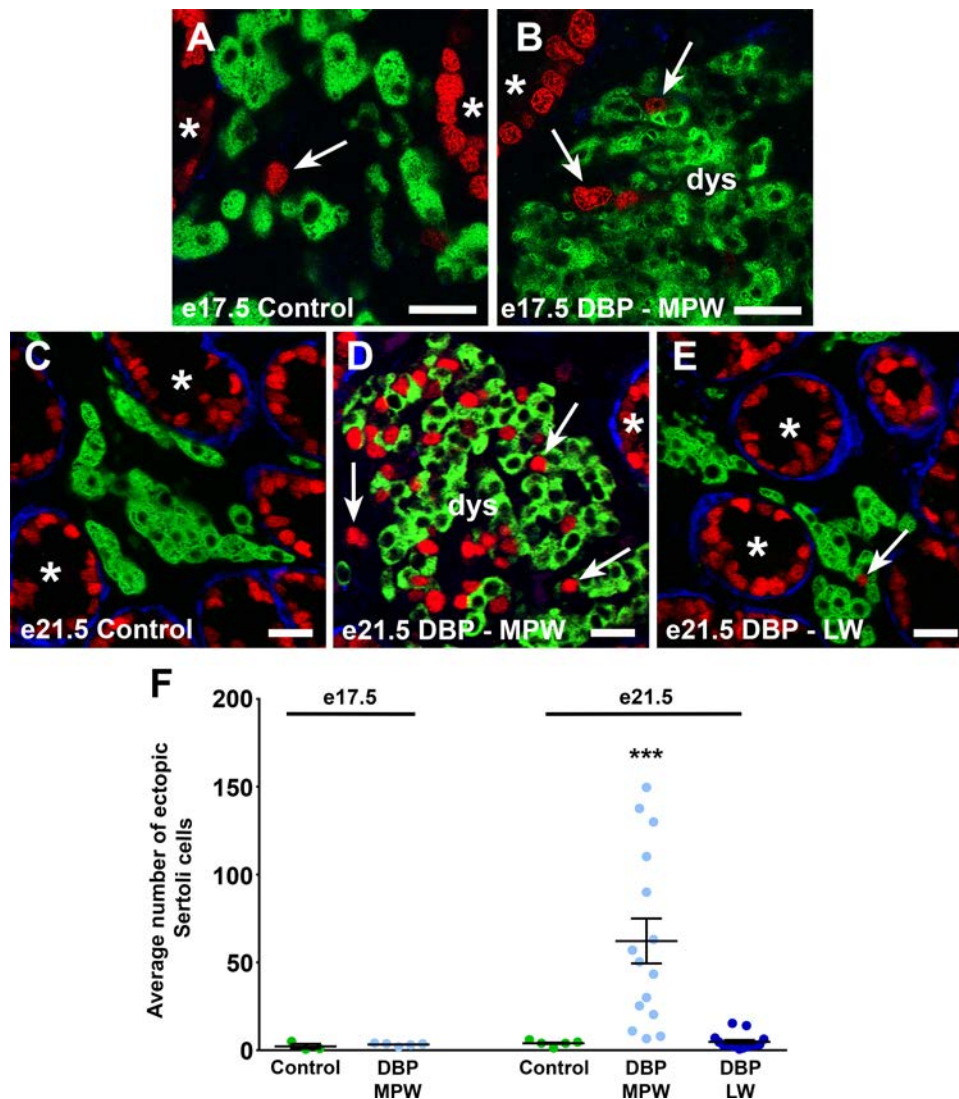 A
*
*
e17.5 Control
B
*
dys
e17.5 DBP - MPW
C
*
*
e21.5 Control
D
*
dys
e21.5 DBP - MPW
E
*
*
e21.5 DBP - LW
F
e17.5
e21.5
200
150
100
50
0
Average number of ectopic
Sertoli cells
***
Control
DBP
MPW
Control
DBP
MPW
DBP
LW